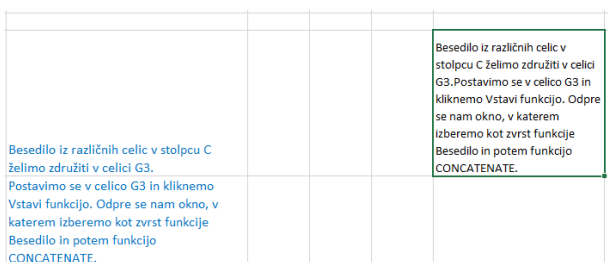 Besedilo iz različnih celic v
stolpcu C želimo združiti v celici
G3.Postavimo se v celico G3 in
kliknemo Vstavi funkcijo. Odpre
se nam okno, v katerem
izberemo kot zvrst funkcije
Besedilo in potem funkcijo
CONCATENATE.
Besedilo iz različnih celic v stolpcu C
želimo združiti v celici G3.
Postavimo se v celico G3 in kliknemo
Vstavi funkcijo. Odpre se nam okno, v
katerem izberemo kot zvrst funkcije
Besedilo in potem funkcijo
CONCATENATE.